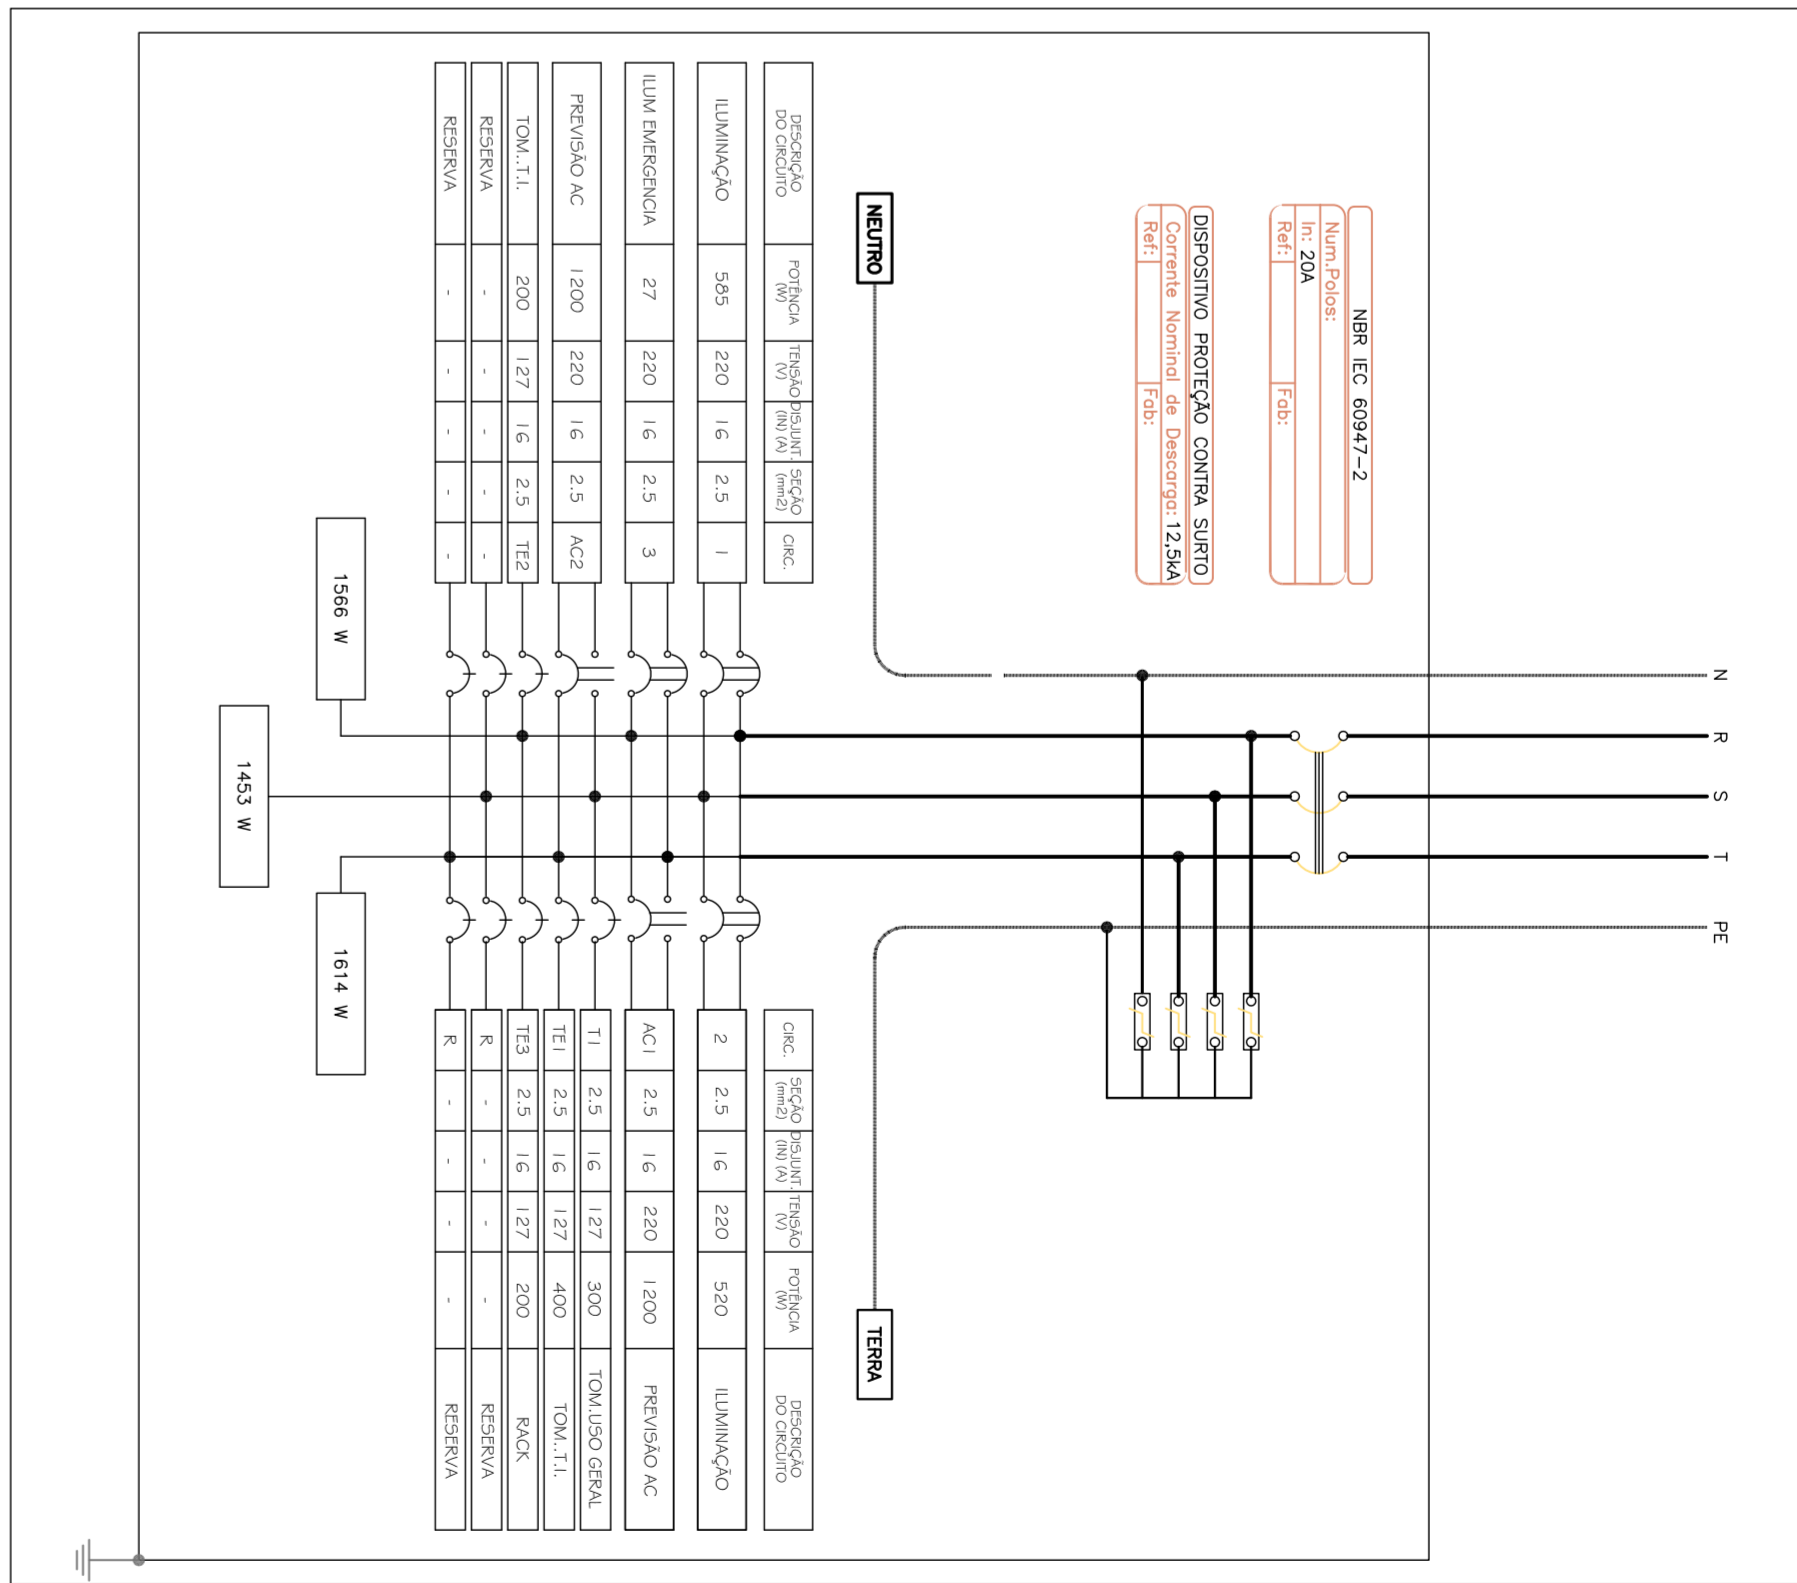 N
R
S
T
PE
NBR IEC 60947-2
Num.Polos:
In: 20A
Ref: Fab:
DISPOSITIVO PROTEÇÃO CONTRA SURTO
Corrente Nominal de Descarga: 12,5kA
Ref: Fab:
NEUTRO
TERRA
DESCRIÇÃO
DO CIRCUITO
POTÊNCIA
(W)
TENSÃO
(V)
DISJUNT.
(IN) (A)
SEÇÃO
(mm2)
CIRC.
ILUMINAÇÃO 585 220 16 2.5 1
ILUM EMERGENCIA 27 220 16 2.5 3
PREVISÃO AC 1200 220 16 2.5 AC2
TOM..T.I. 200 127 16 2.5 TE2
RESERVA - - - - -
RESERVA - - - - -
CIRC.
SEÇÃO
(mm2)
DISJUNT.
(IN) (A)
TENSÃO
(V)
POTÊNCIA
(W)
DESCRIÇÃO
DO CIRCUITO
2 2.5 16 220 520 ILUMINAÇÃO
AC1 2.5 16 220 1200 PREVISÃO AC
T1 2.5 16 127 300 TOM.USO GERAL
TE1 2.5 16 127 400 TOM..T.I.
TE3 2.5 16 127 200 RACK
R - - - - RESERVA
R - - - - RESERVA
1566 W
1453 W
1614 W